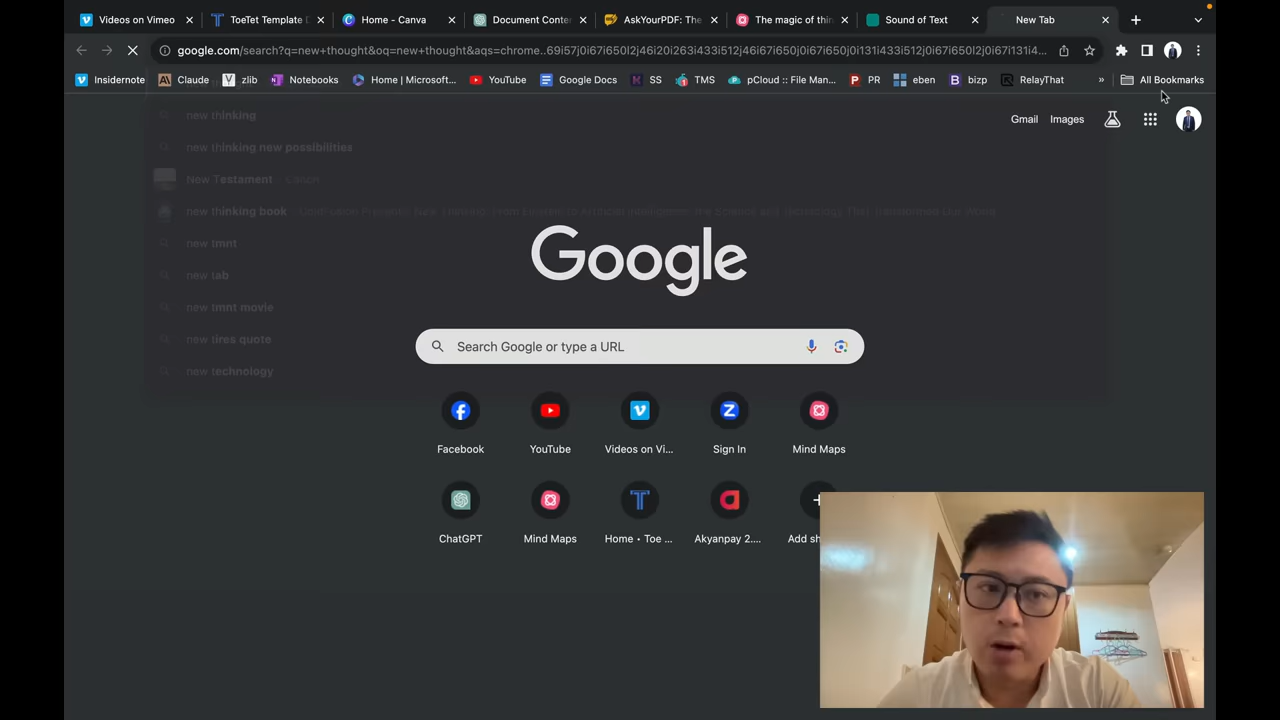 Videos on Vimeo
ToeTet Template D
Home - Canva
Document Conten
AskYourPDF: The
The magic of thin
Sound of Text
New Tab
google.com/search?q=new+thought&oq=new+thought&aqs=chrome..69i57j0i67i650l2j46i20i263i433i512j46i67i650j0i131i433i512j0i67i650l2j0i67i131i4...
Insidernote
Claude
zlib
Notebooks
Home | Microsoft...
YouTube
Google Docs
SS
TMS
pCloud :: File Man...
PR
eben
bizp
RelayThat
»
All Bookmarks
new thinking
Gmail
Images
new thinking new possibilities
New Testament
new thinking book
new tmnt
Google
new tab
new tmnt movie
new tires quote
Search Google or type a URL
new technology
Facebook
YouTube
Videos on Vi...
Sign In
Mind Maps
ChatGPT
Mind Maps
Home • Toe ...
Akyanpay 2....
Add sh